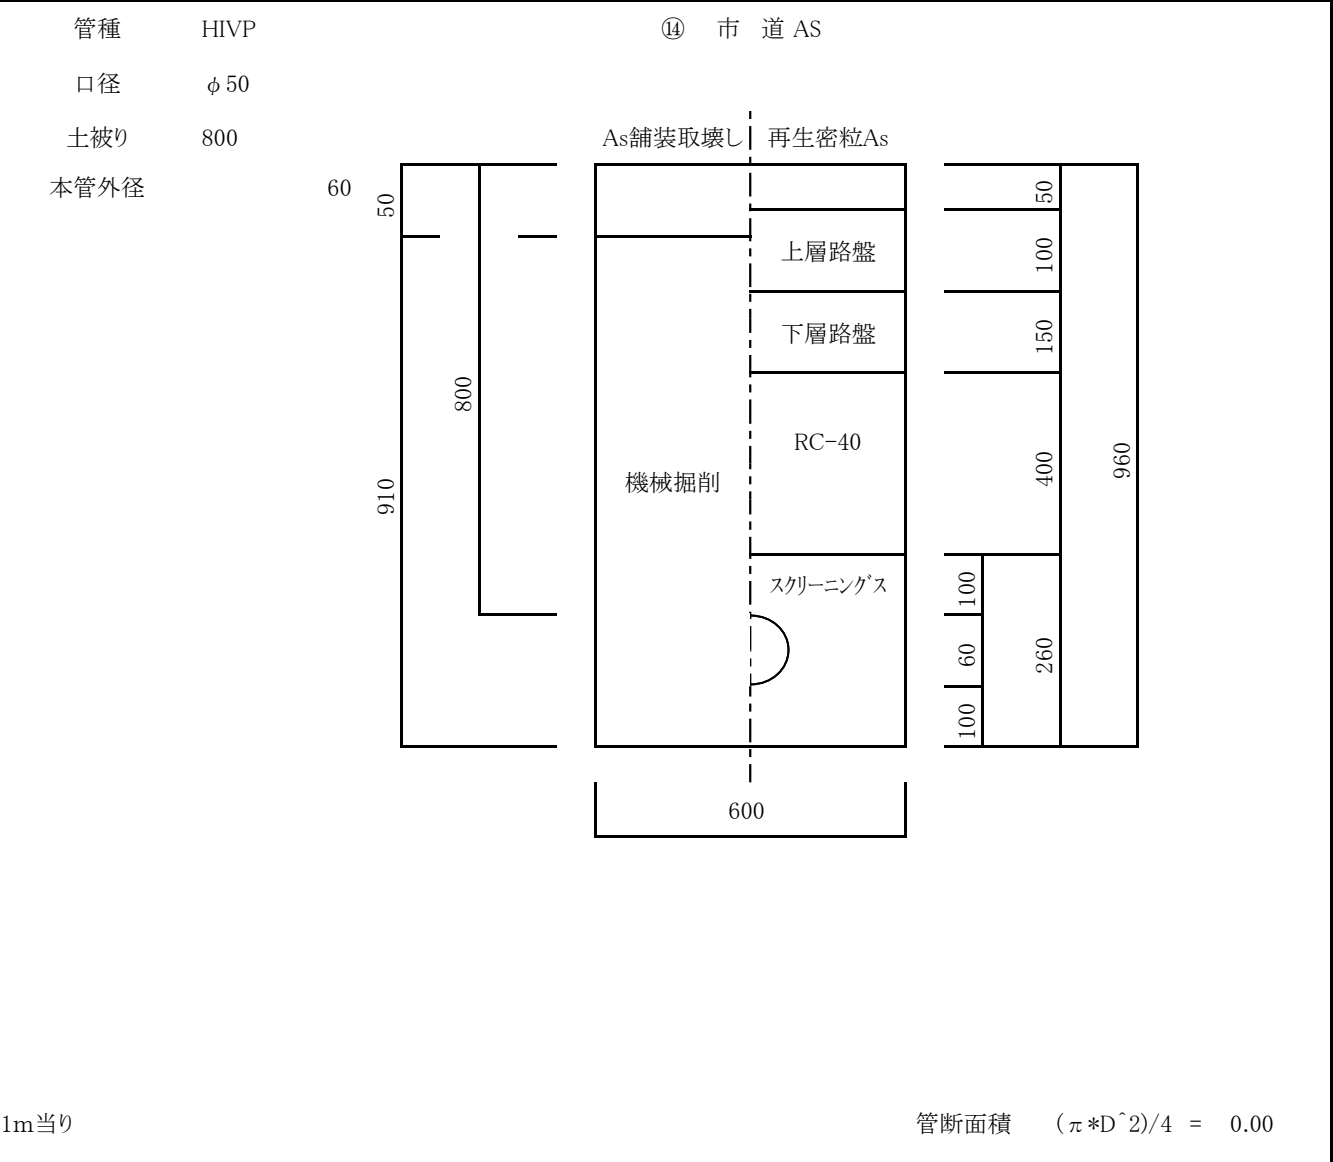 管種 HIVP ⑭ 市 道 AS
口径 φ50
土被り 800
As舗装取壊し 再生密粒As
本管外径 60
50
50
上層路盤
100
下層路盤
150
800
RC-40
機械掘削
400
960
910
スクリーニングス
100
60
260
100
600
1m当り 管断面積 (π*D^2)/4 = 0.00